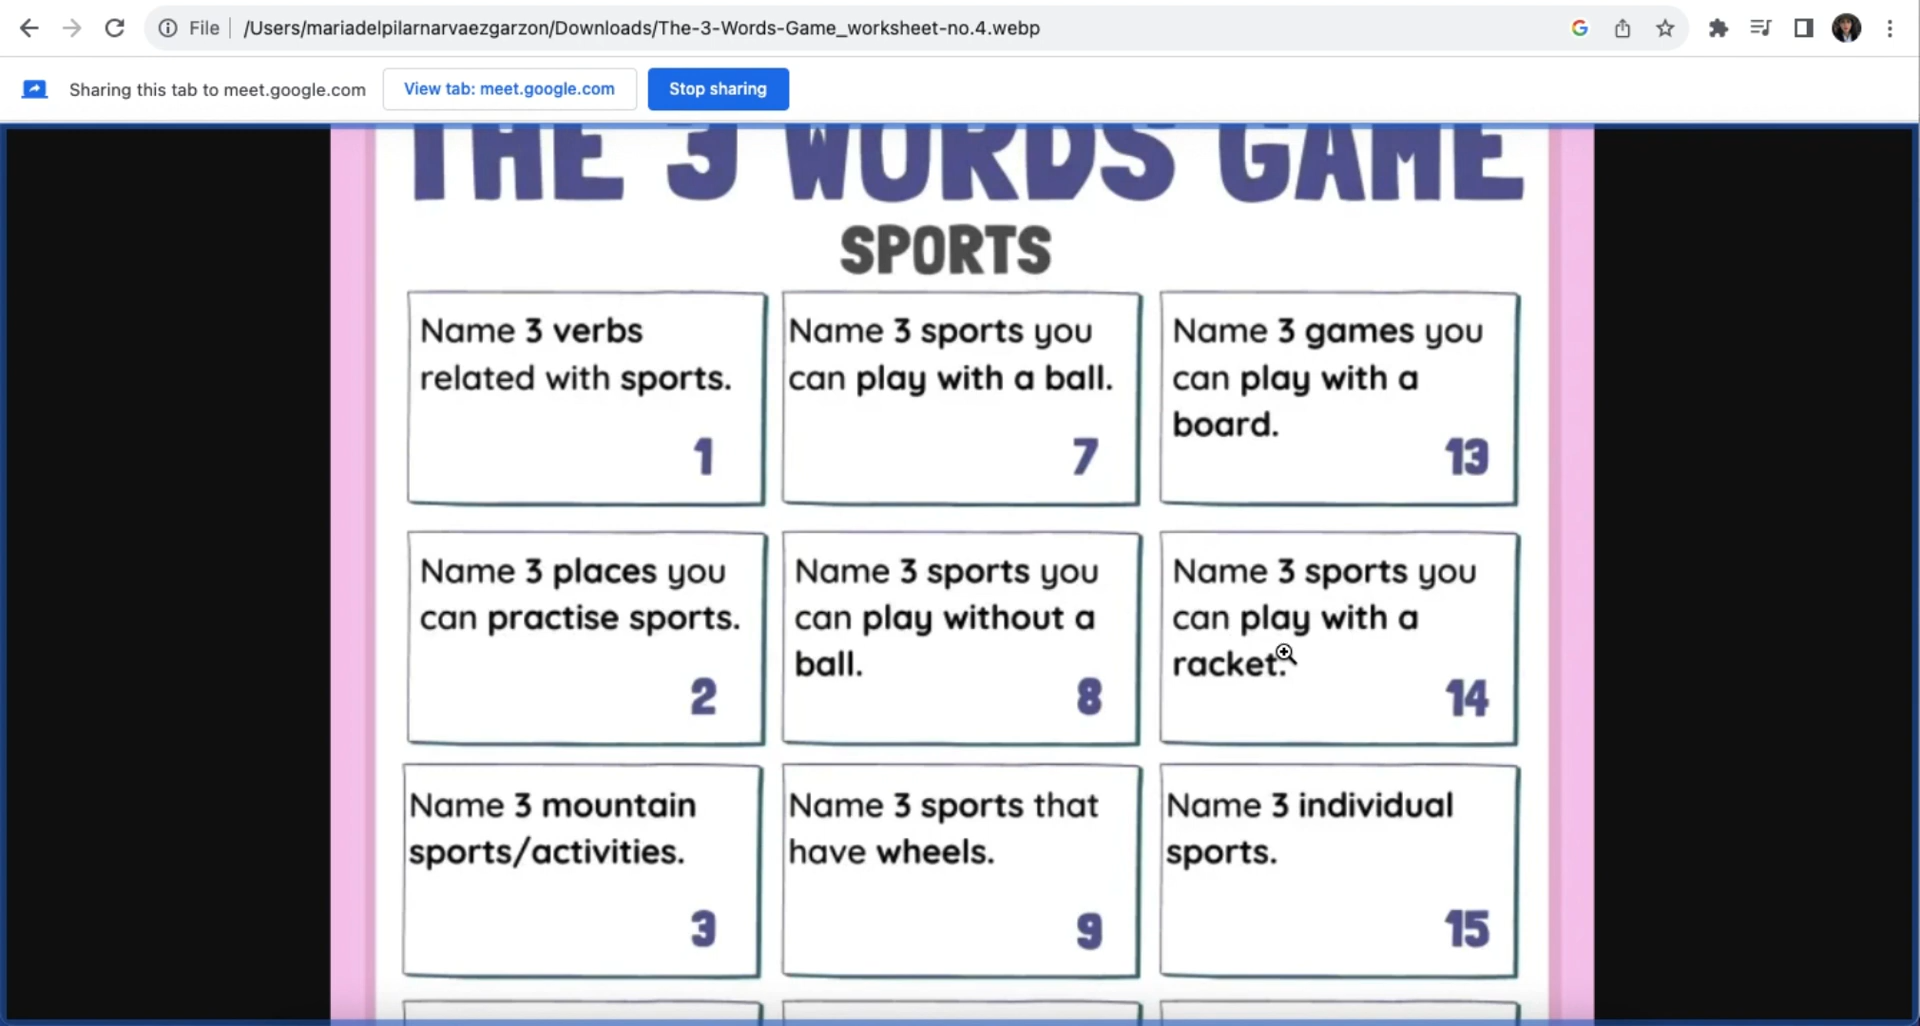 File
/Users/mariadelpilarnarvaezgarzon/Downloads/The-3-Words-Game_worksheet-no.4.webp
Sharing this tab to meet.google.com
View tab: meet.google.com
Stop sharing
THE 3 WORDS GAME
SPORTS
Name 3 verbs
related with sports.
1
Name 3 sports you
can play with a ball.
7
Name 3 games you
can play with a
board.
13
Name 3 places you
can practise sports.
2
Name 3 sports you
can play without a
ball.
8
Name 3 sports you
can play with a
racket.
14
Name 3 mountain
sports/activities.
3
Name 3 sports that
have wheels.
9
Name 3 individual
sports.
15